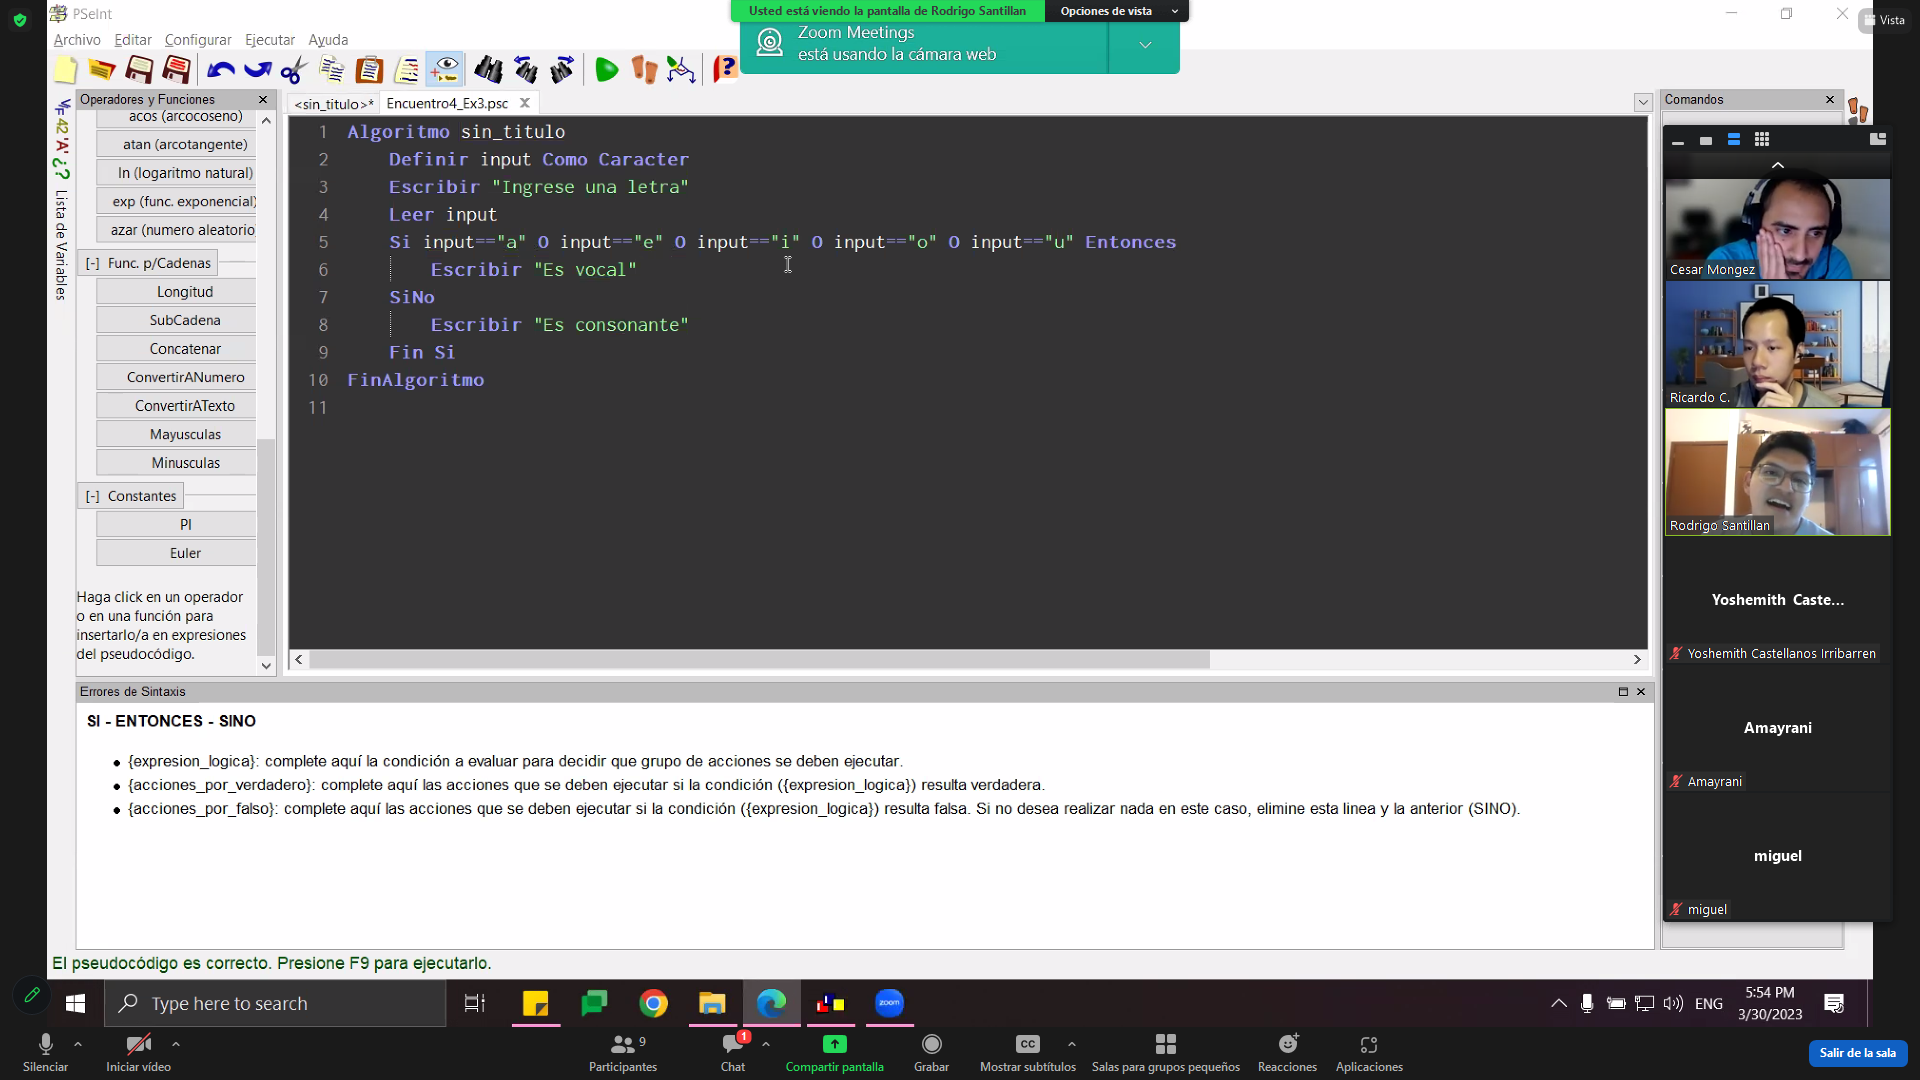 PSeInt
Usted está viendo la pantalla de Rodrigo Santillan
Opciones de vista
Vista
Zoom Meetings
está usando la cámara web
Archivo Editar Configurar Ejecutar Ayuda
Operadores y Funciones
<sin_titulo>*
Encuentro4_Ex3.psc
Comandos
Lista de Variables
acos (arcocoseno)
atan (arcotangente)
ln (logaritmo natural)
exp (func. exponencial)
azar (numero aleatorio)
[-] Func. p/Cadenas
Longitud
SubCadena
Concatenar
ConvertirANumero
ConvertirATexto
Mayusculas
Minusculas
[-] Constantes
PI
Euler
Haga click en un operador
o en una función para
insertarlo/a en expresiones
del pseudocódigo.
1 Algoritmo sin_titulo
2 Definir input Como Caracter
3 Escribir "Ingrese una letra"
4 Leer input
5 Si input=="a" O input=="e" O input=="i" O input=="o" O input=="u" Entonces
6 Escribir "Es vocal"
7 SiNo
8 Escribir "Es consonante"
9 Fin Si
10 FinAlgoritmo
11
Cesar Mongez
Ricardo C.
Rodrigo Santillan
Yoshemith Caste...
Yoshemith Castellanos Irribarren
Amayrani
Amayrani
miguel
miguel
Errores de Sintaxis
SI - ENTONCES - SINO
• {expresion_logica}: complete aquí la condición a evaluar para decidir que grupo de acciones se deben ejecutar.
• {acciones_por_verdadero}: complete aquí las acciones que se deben ejecutar si la condición ({expresion_logica}) resulta verdadera.
• {acciones_por_falso}: complete aquí las acciones que se deben ejecutar si la condición ({expresion_logica}) resulta falsa. Si no desea realizar nada en este caso, elimine esta linea y la anterior (SINO).
El pseudocódigo es correcto. Presione F9 para ejecutarlo.
Type here to search
zoom
ENG
5:54 PM
3/30/2023
Silenciar
Iniciar vídeo
9
Participantes
1
Chat
Compartir pantalla
Grabar
CC
Mostrar subtítulos
Salas para grupos pequeños
Reacciones
Aplicaciones
Salir de la sala